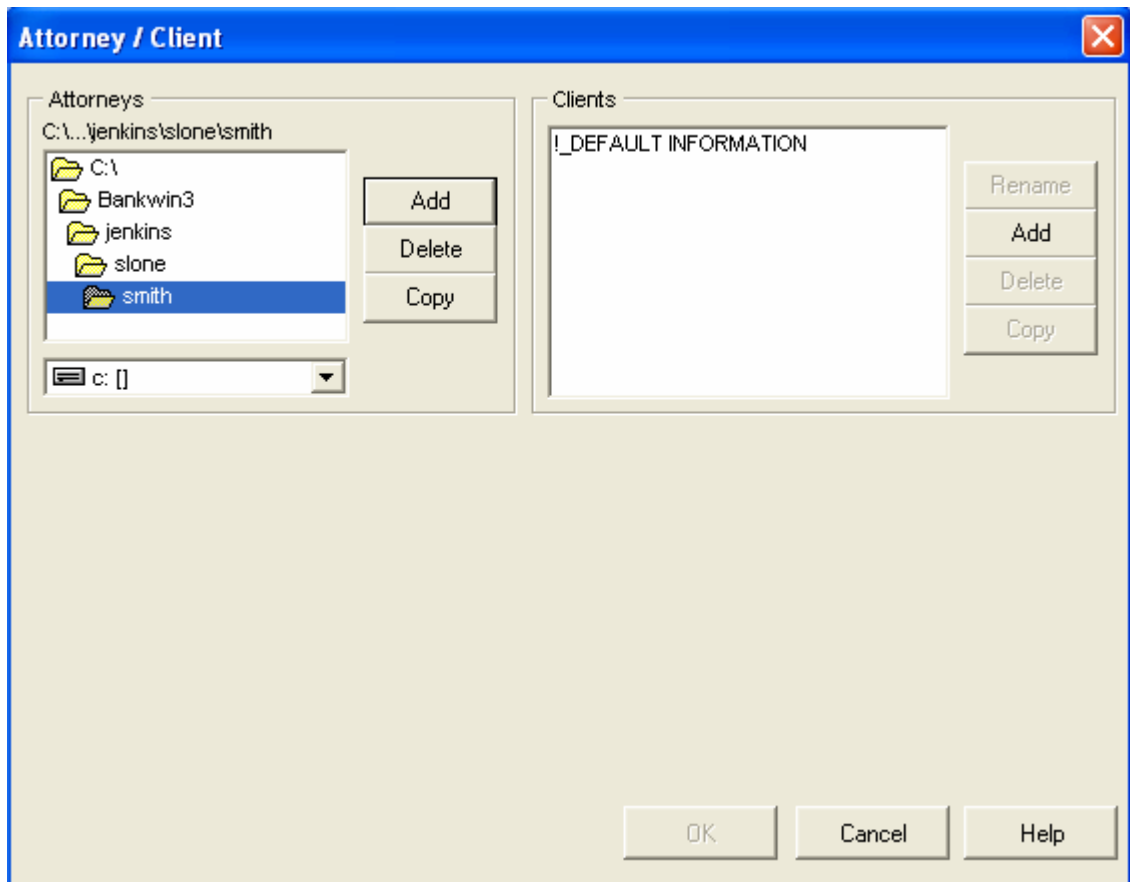 Attorney / Client
Attorneys
C:\...\jenkins\slone\smith
C:\
Bankwin3
jenkins
slone
smith
c: []
Add
Delete
Copy
Clients
!_DEFAULT INFORMATION
Rename
Add
Delete
Copy
OK
Cancel
Help